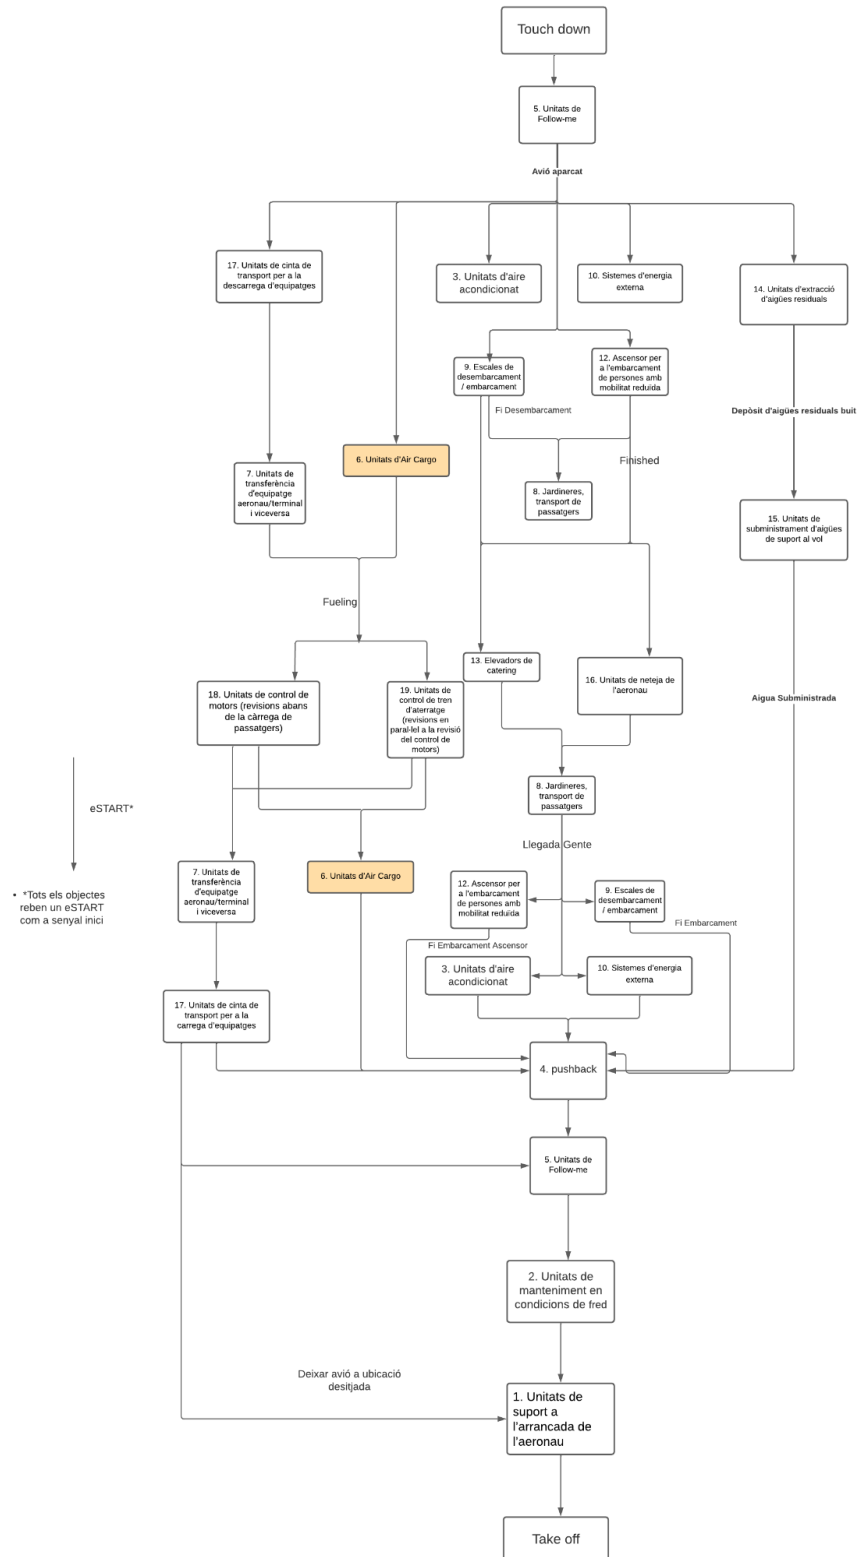 Touch down
5. Unitats de
Follow-me
Avió aparcat
17. Unitats de cinta de
transport per a la
descarrega d'equipatges
3. Unitats d'aire
acondicionat
10. Sistemes d'energia
externa
14. Unitats d'extracció
d'aigües residuals
9. Escales de
desembarcament
/ embarcament
12. Ascensor per
a l'embarcament
de persones amb
mobilitat reduïda
Fi Desembarcament
Depòsit d'aigües residuals buit
6. Unitats d'Air Cargo
Finished
7. Unitats de
transferència
d'equipatge
aeronau/terminal
i viceversa
8. Jardineres,
transport de
passatgers
15. Unitats de
subministrament d'aigües
de suport al vol
Fueling
13. Elevadors de
catering
16. Unitats de neteja de
l'aeronau
18. Unitats de control de
motors (revisions abans
de la càrrega de
passatgers)
19. Unitats de
control de tren
d'aterratge
(revisions en
paral·lel a la revisió
del control de
motors)
Aigua Subministrada
8. Jardineres,
transport de
passatgers
eSTART*
Llegada Gente
7. Unitats de
transferència
d'equipatge
aeronau/terminal
i viceversa
6. Unitats d'Air Cargo
12. Ascensor per
a l'embarcament
de persones amb
mobilitat reduïda
9. Escales de
desembarcament
/ embarcament
• *Tots els objectes
reben un eSTART
com a senyal inici
Fi Embarcament
Fi Embarcament Ascensor
3. Unitats d'aire
acondicionat
10. Sistemes d'energia
externa
17. Unitats de cinta de
transport per a la
carrega d'equipatges
4. pushback
5. Unitats de
Follow-me
2. Unitats de
manteniment en
condicions de fred
Deixar avió a ubicació
desitjada
1. Unitats de
suport a
l'arrancada de
l'aeronau
Take off